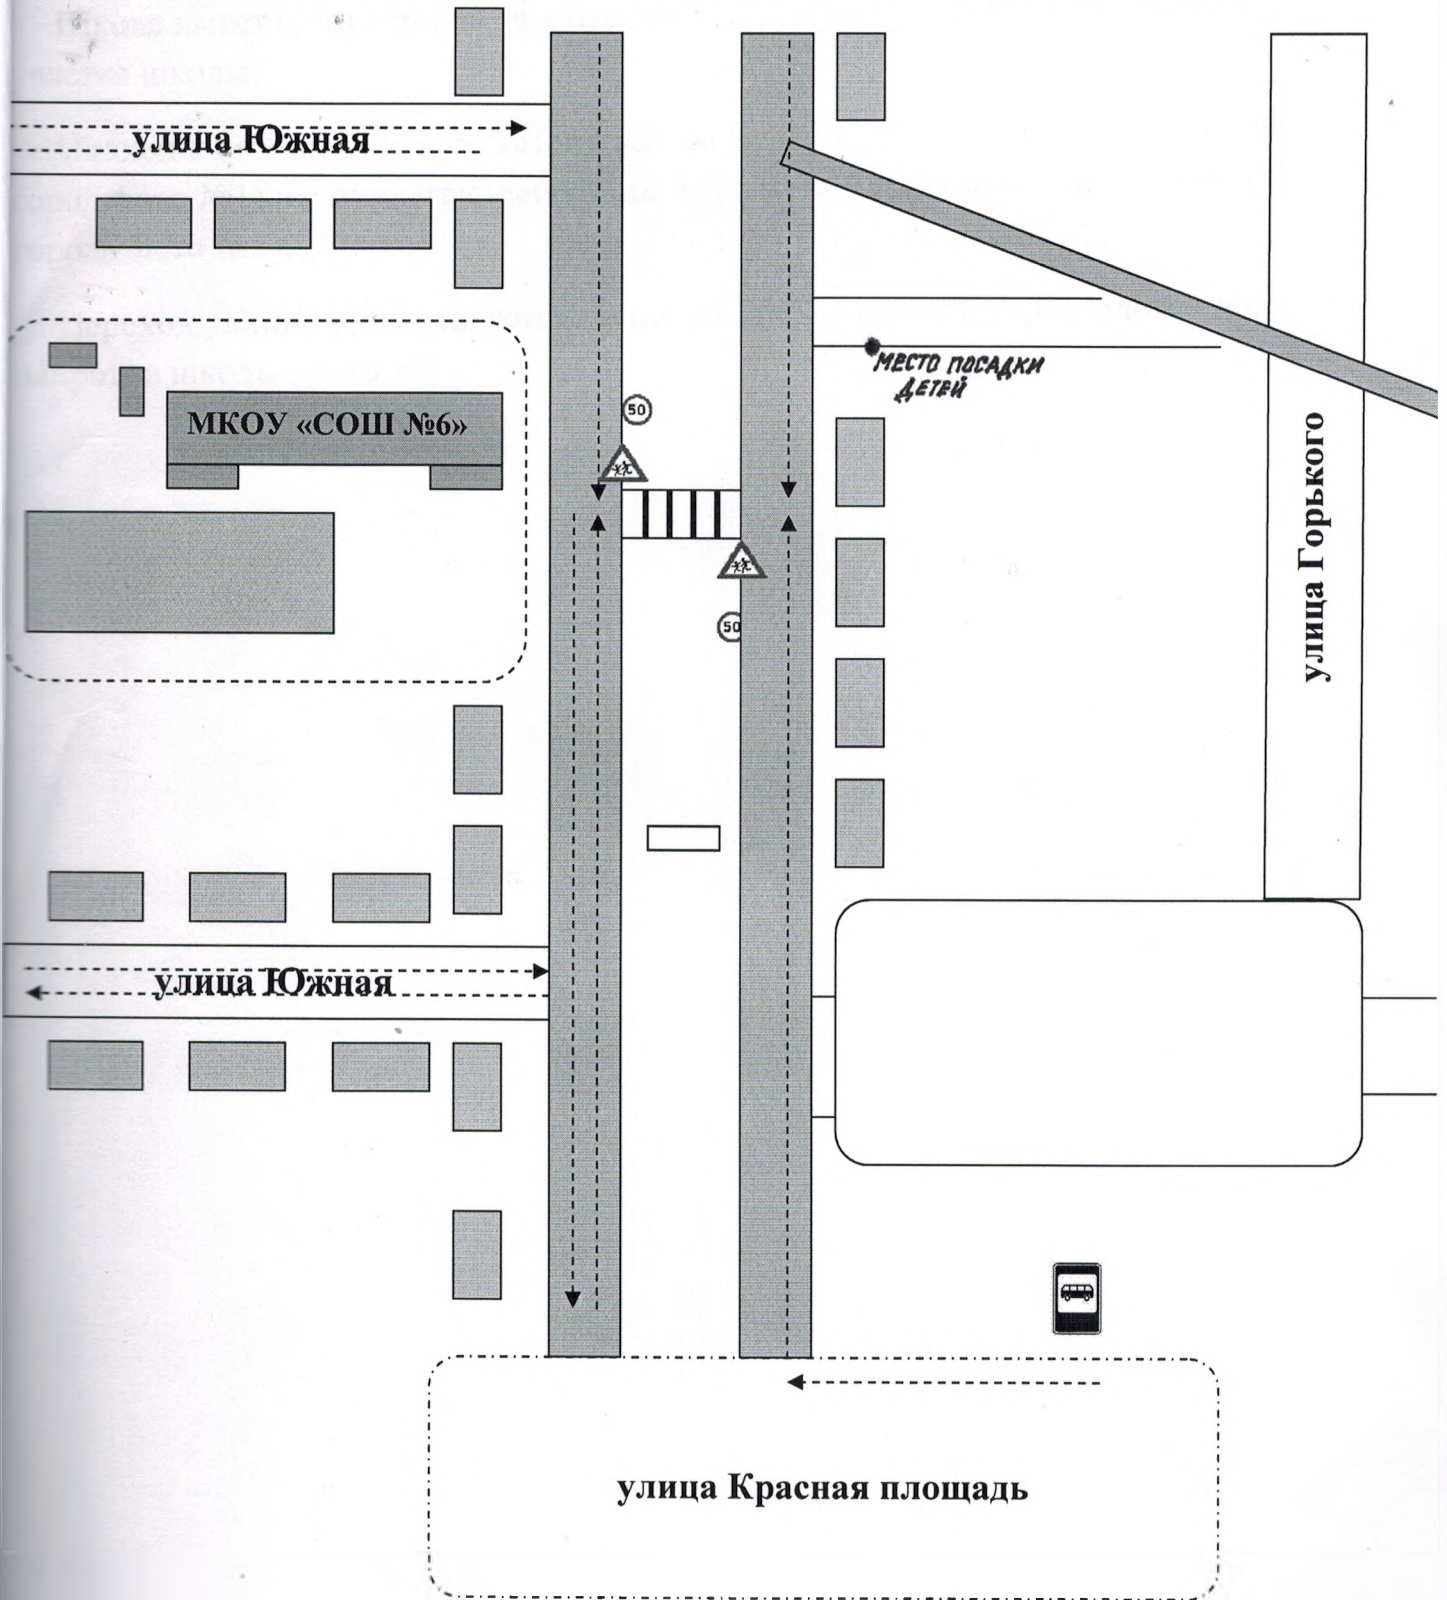 улица Южная
МЕСТО ПОСАДКИ
ДЕТЕЙ
50
МКОУ «СОШ №6»
улица Горького
50
улица Южная
улица Красная площадь